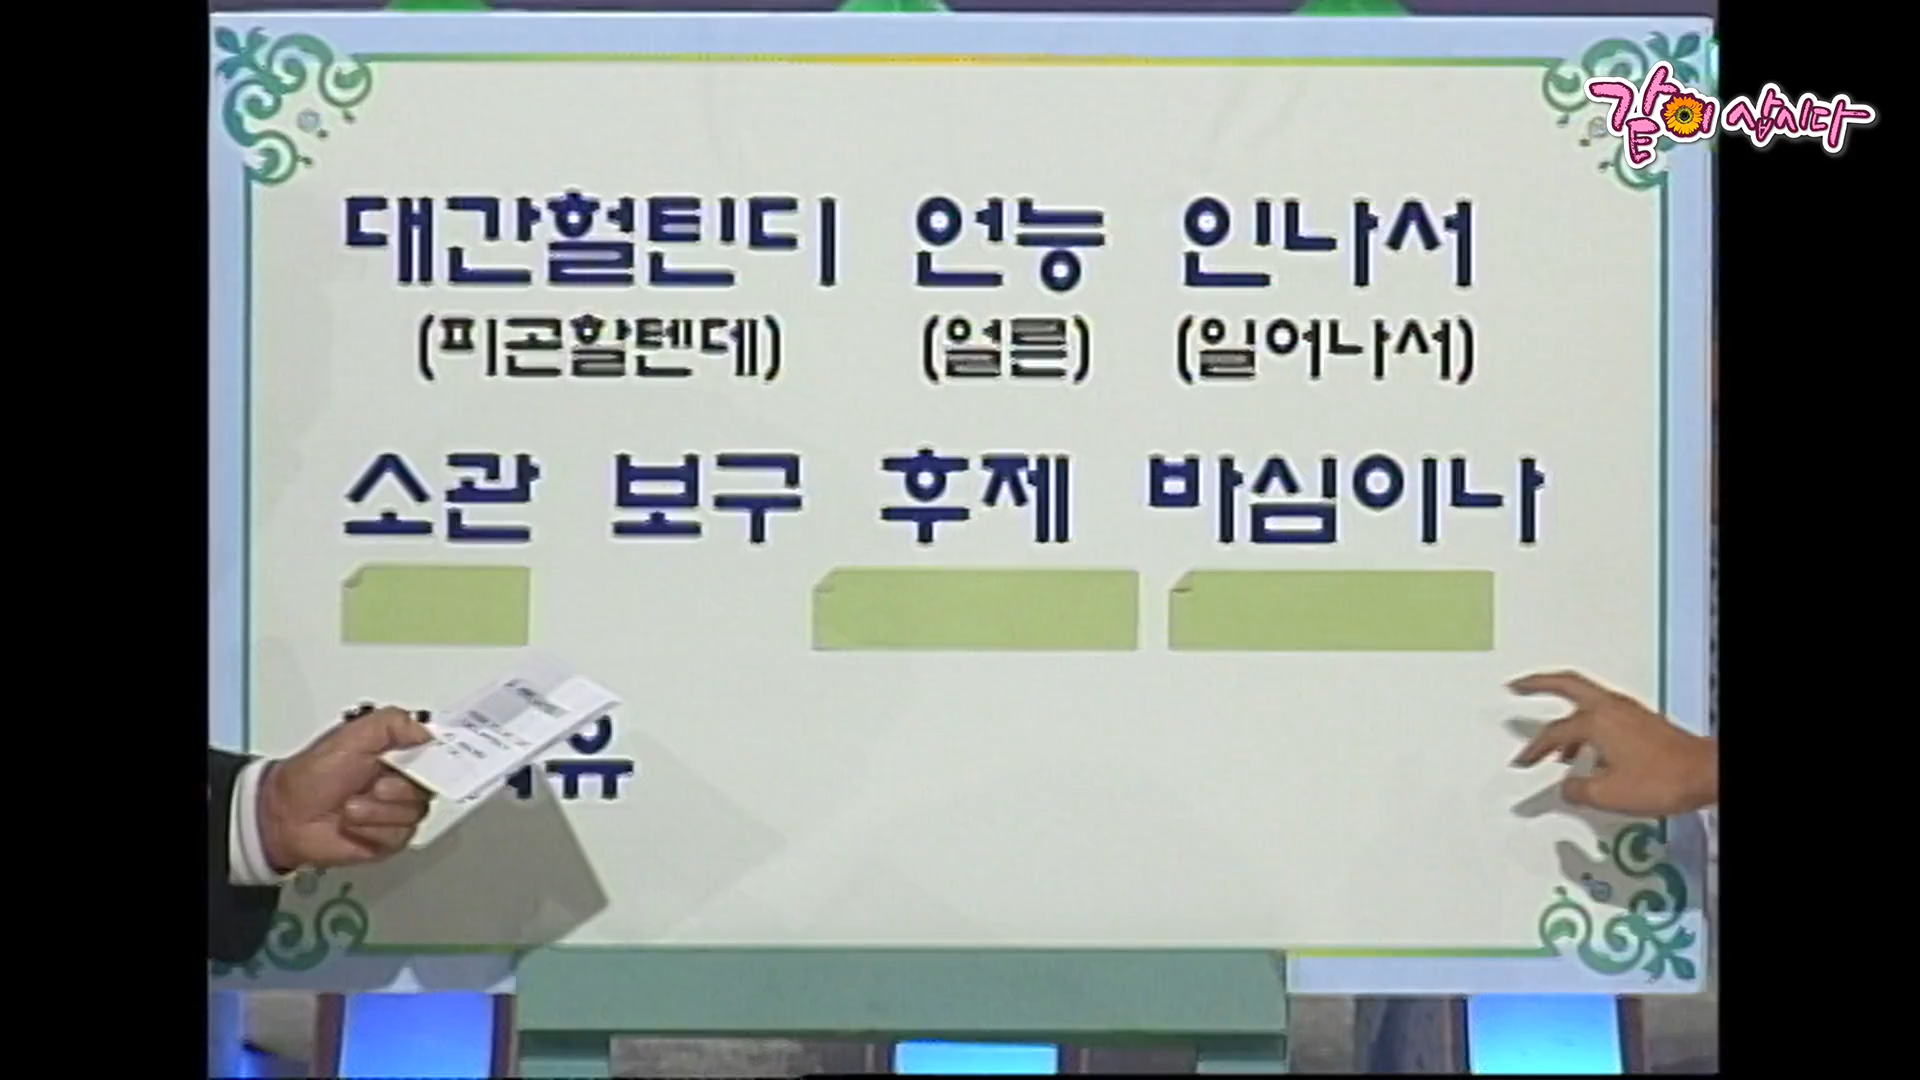 같이 삽시다
대간헐틴디 언능 인나서
(피곤할텐데) (얼른) (일어나서)
소관 보구 후제 바심이나
유